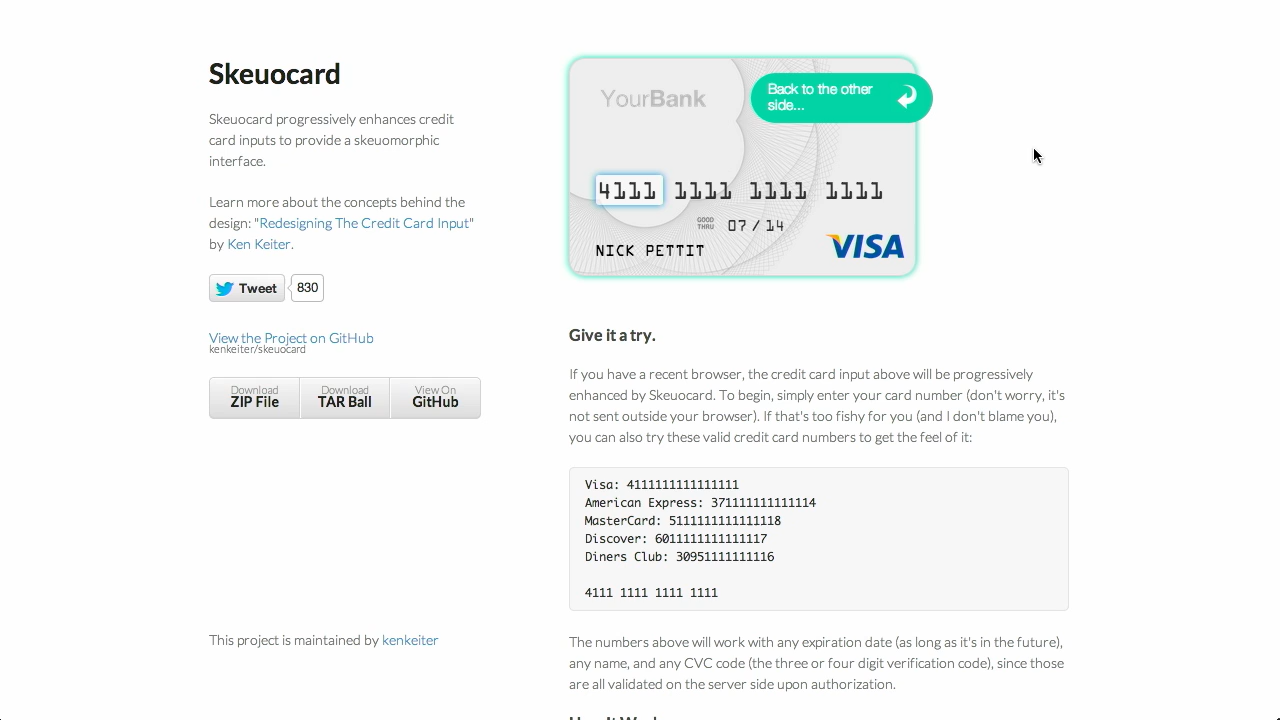 Skeuocard
Skeuocard progressively enhances credit
card inputs to provide a skeuomorphic
interface.
Learn more about the concepts behind the
design: "Redesigning The Credit Card Input"
by Ken Keiter.
Tweet 830
View the Project on GitHub
kenkeiter/skeuocard
Download
ZIP File
Download
TAR Ball
View On
GitHub
This project is maintained by kenkeiter
YourBank
Back to the other
side...
4111 1111 1111 1111
GOOD
THRU
07 / 14
NICK PETTIT
VISA
Give it a try.
If you have a recent browser, the credit card input above will be progressively
enhanced by Skeuocard. To begin, simply enter your card number (don't worry, it's
not sent outside your browser). If that's too fishy for you (and I don't blame you),
you can also try these valid credit card numbers to get the feel of it:
Visa: 4111111111111111
American Express: 371111111111114
MasterCard: 5111111111111118
Discover: 6011111111111117
Diners Club: 30951111111116
4111 1111 1111 1111
The numbers above will work with any expiration date (as long as it's in the future),
any name, and any CVC code (the three or four digit verification code), since those
are all validated on the server side upon authorization.